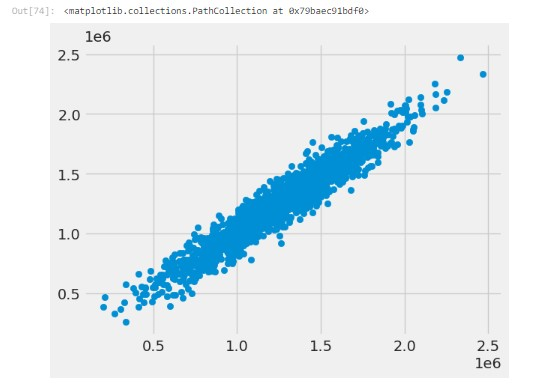 Out[74]: <matplotlib.collections.PathCollection at 0x79baec91bdf0>
1e6
2.5
2.0
1.5
1.0
0.5
0.5 1.0 1.5 2.0 2.5
1e6